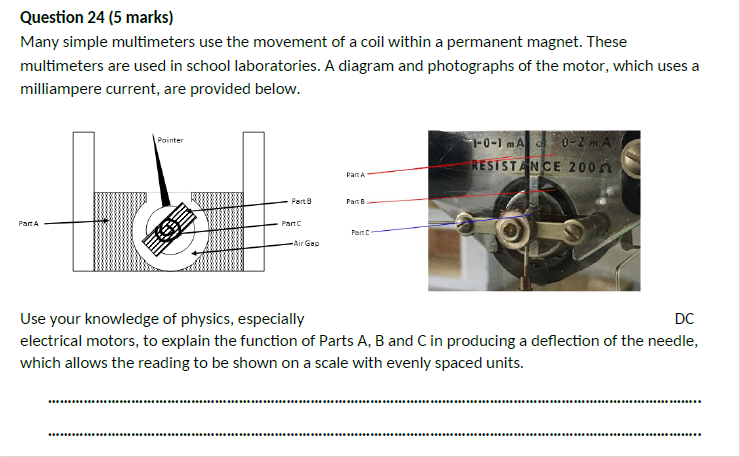 Question 24 (5 marks)
Many simple multimeters use the movement of a coil within a permanent magnet. These
multimeters are used in school laboratories. A diagram and photographs of the motor, which uses a
milliampere current, are provided below.
Pointer
Part A
Part B
Part C
Air Gap
Part A
Part B
Part C
1-0-1 mA or 0-2 mA
RESISTANCE 200 Ω
Use your knowledge of physics, especially DC
electrical motors, to explain the function of Parts A, B and C in producing a deflection of the needle,
which allows the reading to be shown on a scale with evenly spaced units.